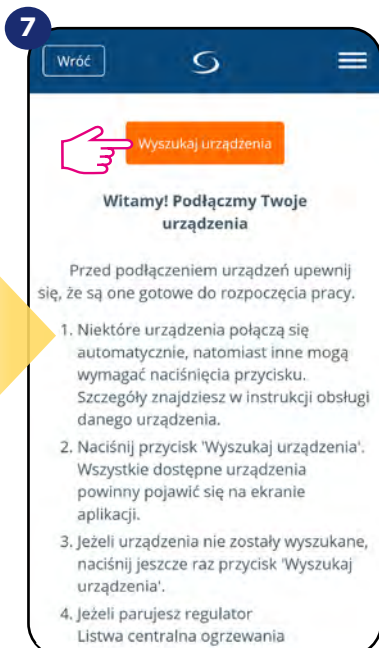 7
Wróć
Wyszukaj urządzenia
Witamy! Podłączmy Twoje
urządzenia
Przed podłączeniem urządzeń upewnij
się, że są one gotowe do rozpoczęcia pracy.
1. Niektóre urządzenia połączą się
automatycznie, natomiast inne mogą
wymagać naciśnięcia przycisku.
Szczegóły znajdziesz w instrukcji obsługi
danego urządzenia.
2. Naciśnij przycisk 'Wyszukaj urządzenia'.
Wszystkie dostępne urządzenia
powinny pojawić się na ekranie
aplikacji.
3. Jeżeli urządzenia nie zostały wyszukane,
naciśnij jeszcze raz przycisk 'Wyszukaj
urządzenia'.
4. Jeżeli parujesz regulator
Listwa centralna ogrzewania